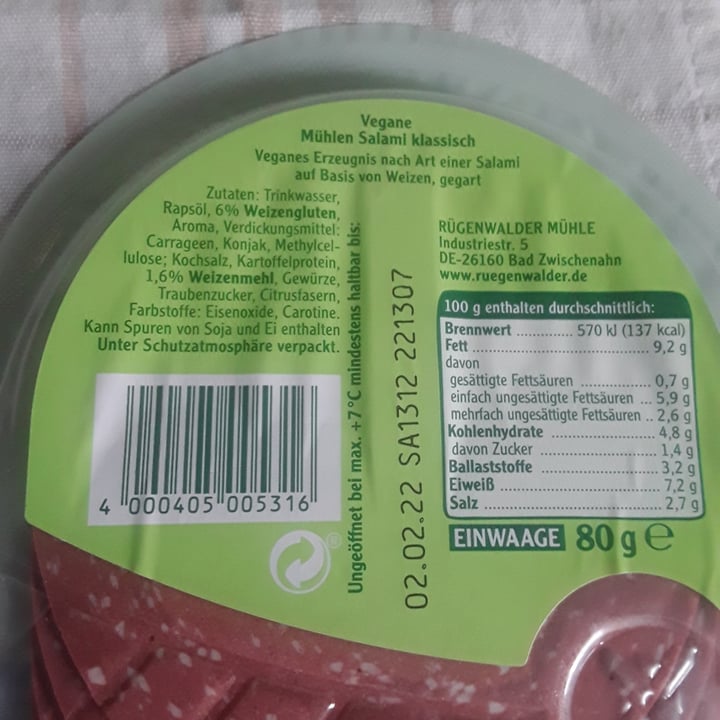 Vegane
Mühlen Salami klassisch
Veganes Erzeugnis nach Art einer Salami
auf Basis von Weizen, gegart
Zutaten: Trinkwasser,
Rapsöl, 6% Weizengluten,
Aroma, Verdickungsmittel:
Carrageen, Konjak, Methylcel-
lulose; Kochsalz, Kartoffelprotein,
1,6% Weizenmehl, Gewürze,
Traubenzucker, Citrusfasern,
Farbstoffe: Eisenoxide, Carotine.
Kann Spuren von Soja und Ei enthalten
Unter Schutzatmosphäre verpackt.
4 000405 005316
Ungeöffnet bei max. +7°C mindestens haltbar bis:
02.02.22 SA1312 221307
RÜGENWALDER MÜHLE
Industriestr. 5
DE-26160 Bad Zwischenahn
www.ruegenwalder.de
100 g enthalten durchschnittlich:
Brennwert ............ 570 kJ (137 kcal)
Fett ............ 9,2 g
davon
gesättigte Fettsäuren ............ 0,7 g
einfach ungesättigte Fettsäuren ... 5,9 g
mehrfach ungesättigte Fettsäuren .. 2,6 g
Kohlenhydrate ............ 4,8 g
davon Zucker ............ 1,4 g
Ballaststoffe ............ 3,2 g
Eiweiß ............ 7,2 g
Salz ............ 2,7 g
EINWAAGE 80 g e